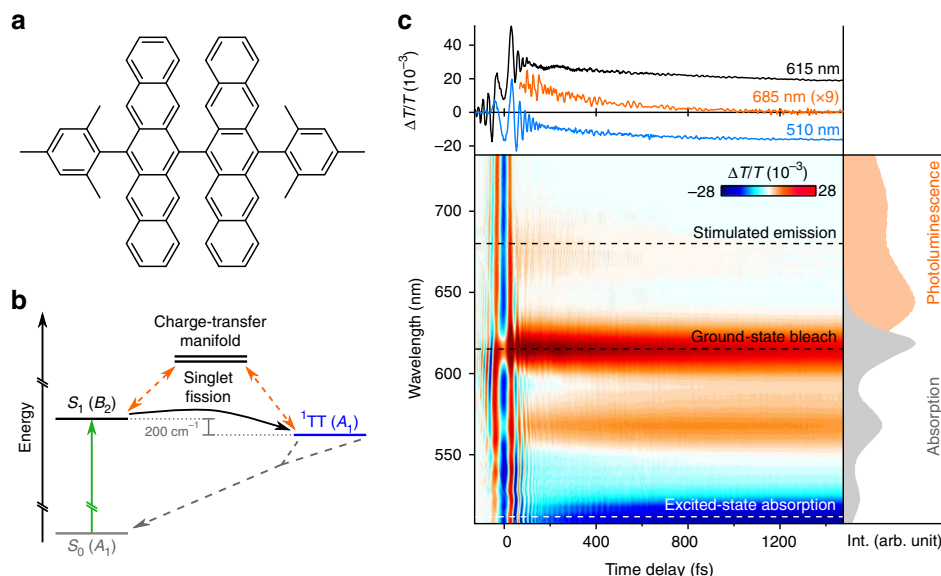 a
b
Energy
Charge-transfer
manifold
Singlet
fission
S₁ (B₂)
200 cm⁻¹
¹TT (A₁)
S₀ (A₁)
c
ΔT/T (10⁻³)
40
20
0
−20
615 nm
685 nm (×9)
510 nm
ΔT/T (10⁻³)
−28
28
Wavelength (nm)
700
650
600
550
Stimulated emission
Ground-state bleach
Excited-state absorption
0
400
800
1200
Time delay (fs)
Photoluminescence
Absorption
Int. (arb. unit)